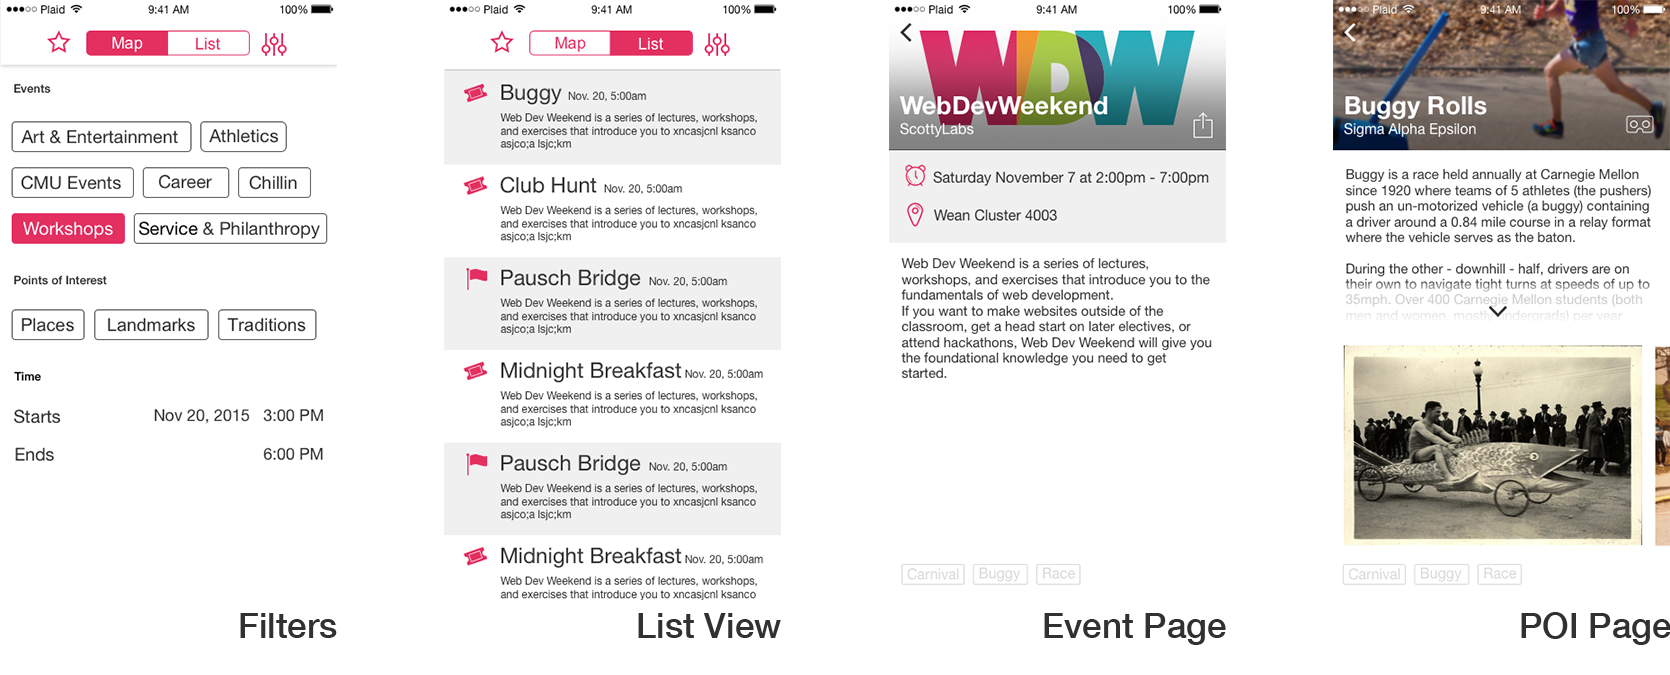 Plaid 9:41 AM 100%
Map List
Events
Art & Entertainment Athletics
CMU Events Career Chillin
Workshops Service & Philanthropy
Points of Interest
Places Landmarks Traditions
Time
Starts Nov 20, 2015 3:00 PM
Ends 6:00 PM
Filters
Plaid 9:41 AM 100%
Map List
Buggy Nov. 20, 5:00am
Web Dev Weekend is a series of lectures, workshops,
and exercises that introduce you to xncasjcnl ksanco
asjco;a lsjc;km
Club Hunt Nov. 20, 5:00am
Web Dev Weekend is a series of lectures, workshops,
and exercises that introduce you to xncasjcnl ksanco
asjco;a lsjc;km
Pausch Bridge Nov. 20, 5:00am
Web Dev Weekend is a series of lectures, workshops,
and exercises that introduce you to xncasjcnl ksanco
asjco;a lsjc;km
Midnight Breakfast Nov. 20, 5:00am
Web Dev Weekend is a series of lectures, workshops,
and exercises that introduce you to xncasjcnl ksanco
asjco;a lsjc;km
Pausch Bridge Nov. 20, 5:00am
Web Dev Weekend is a series of lectures, workshops,
and exercises that introduce you to xncasjcnl ksanco
asjco;a lsjc;km
Midnight Breakfast Nov. 20, 5:00am
Web Dev Weekend is a series of lectures, workshops,
and exercises that introduce you to xncasjcnl ksanco
List View
Plaid 9:41 AM 100%
WDW
WebDevWeekend
ScottyLabs
Saturday November 7 at 2:00pm - 7:00pm
Wean Cluster 4003
Web Dev Weekend is a series of lectures,
workshops, and exercises that introduce you to the
fundamentals of web development.
If you want to make websites outside of the
classroom, get a head start on later electives, or
attend hackathons, Web Dev Weekend will give you
the foundational knowledge you need to get
started.
Carnival Buggy Race
Event Page
Plaid 9:41 AM 100%
Buggy Rolls
Sigma Alpha Epsilon
Buggy is a race held annually at Carnegie Mellon
since 1920 where teams of 5 athletes (the pushers)
push an un-motorized vehicle (a buggy) containing
a driver around a 0.84 mile course in a relay format
where the vehicle serves as the baton.
During the other - downhill - half, drivers are on
their own to navigate tight turns at speeds of up to
35mph. Over 400 Carnegie Mellon students (both
men and women, mostly undergrads) per year
Carnival Buggy Race
POI Page